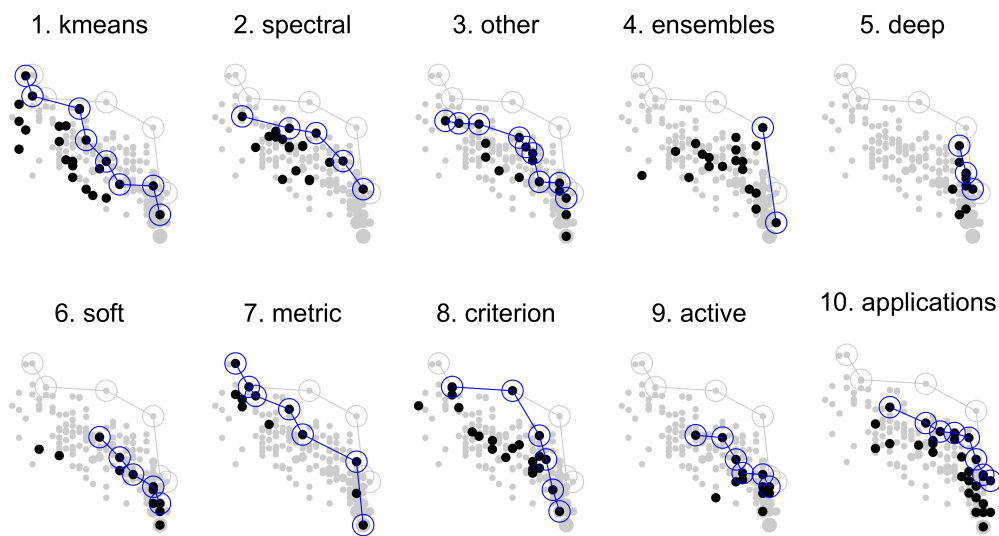 1. kmeans
2. spectral
3. other
4. ensembles
5. deep
6. soft
7. metric
8. criterion
9. active
10. applications